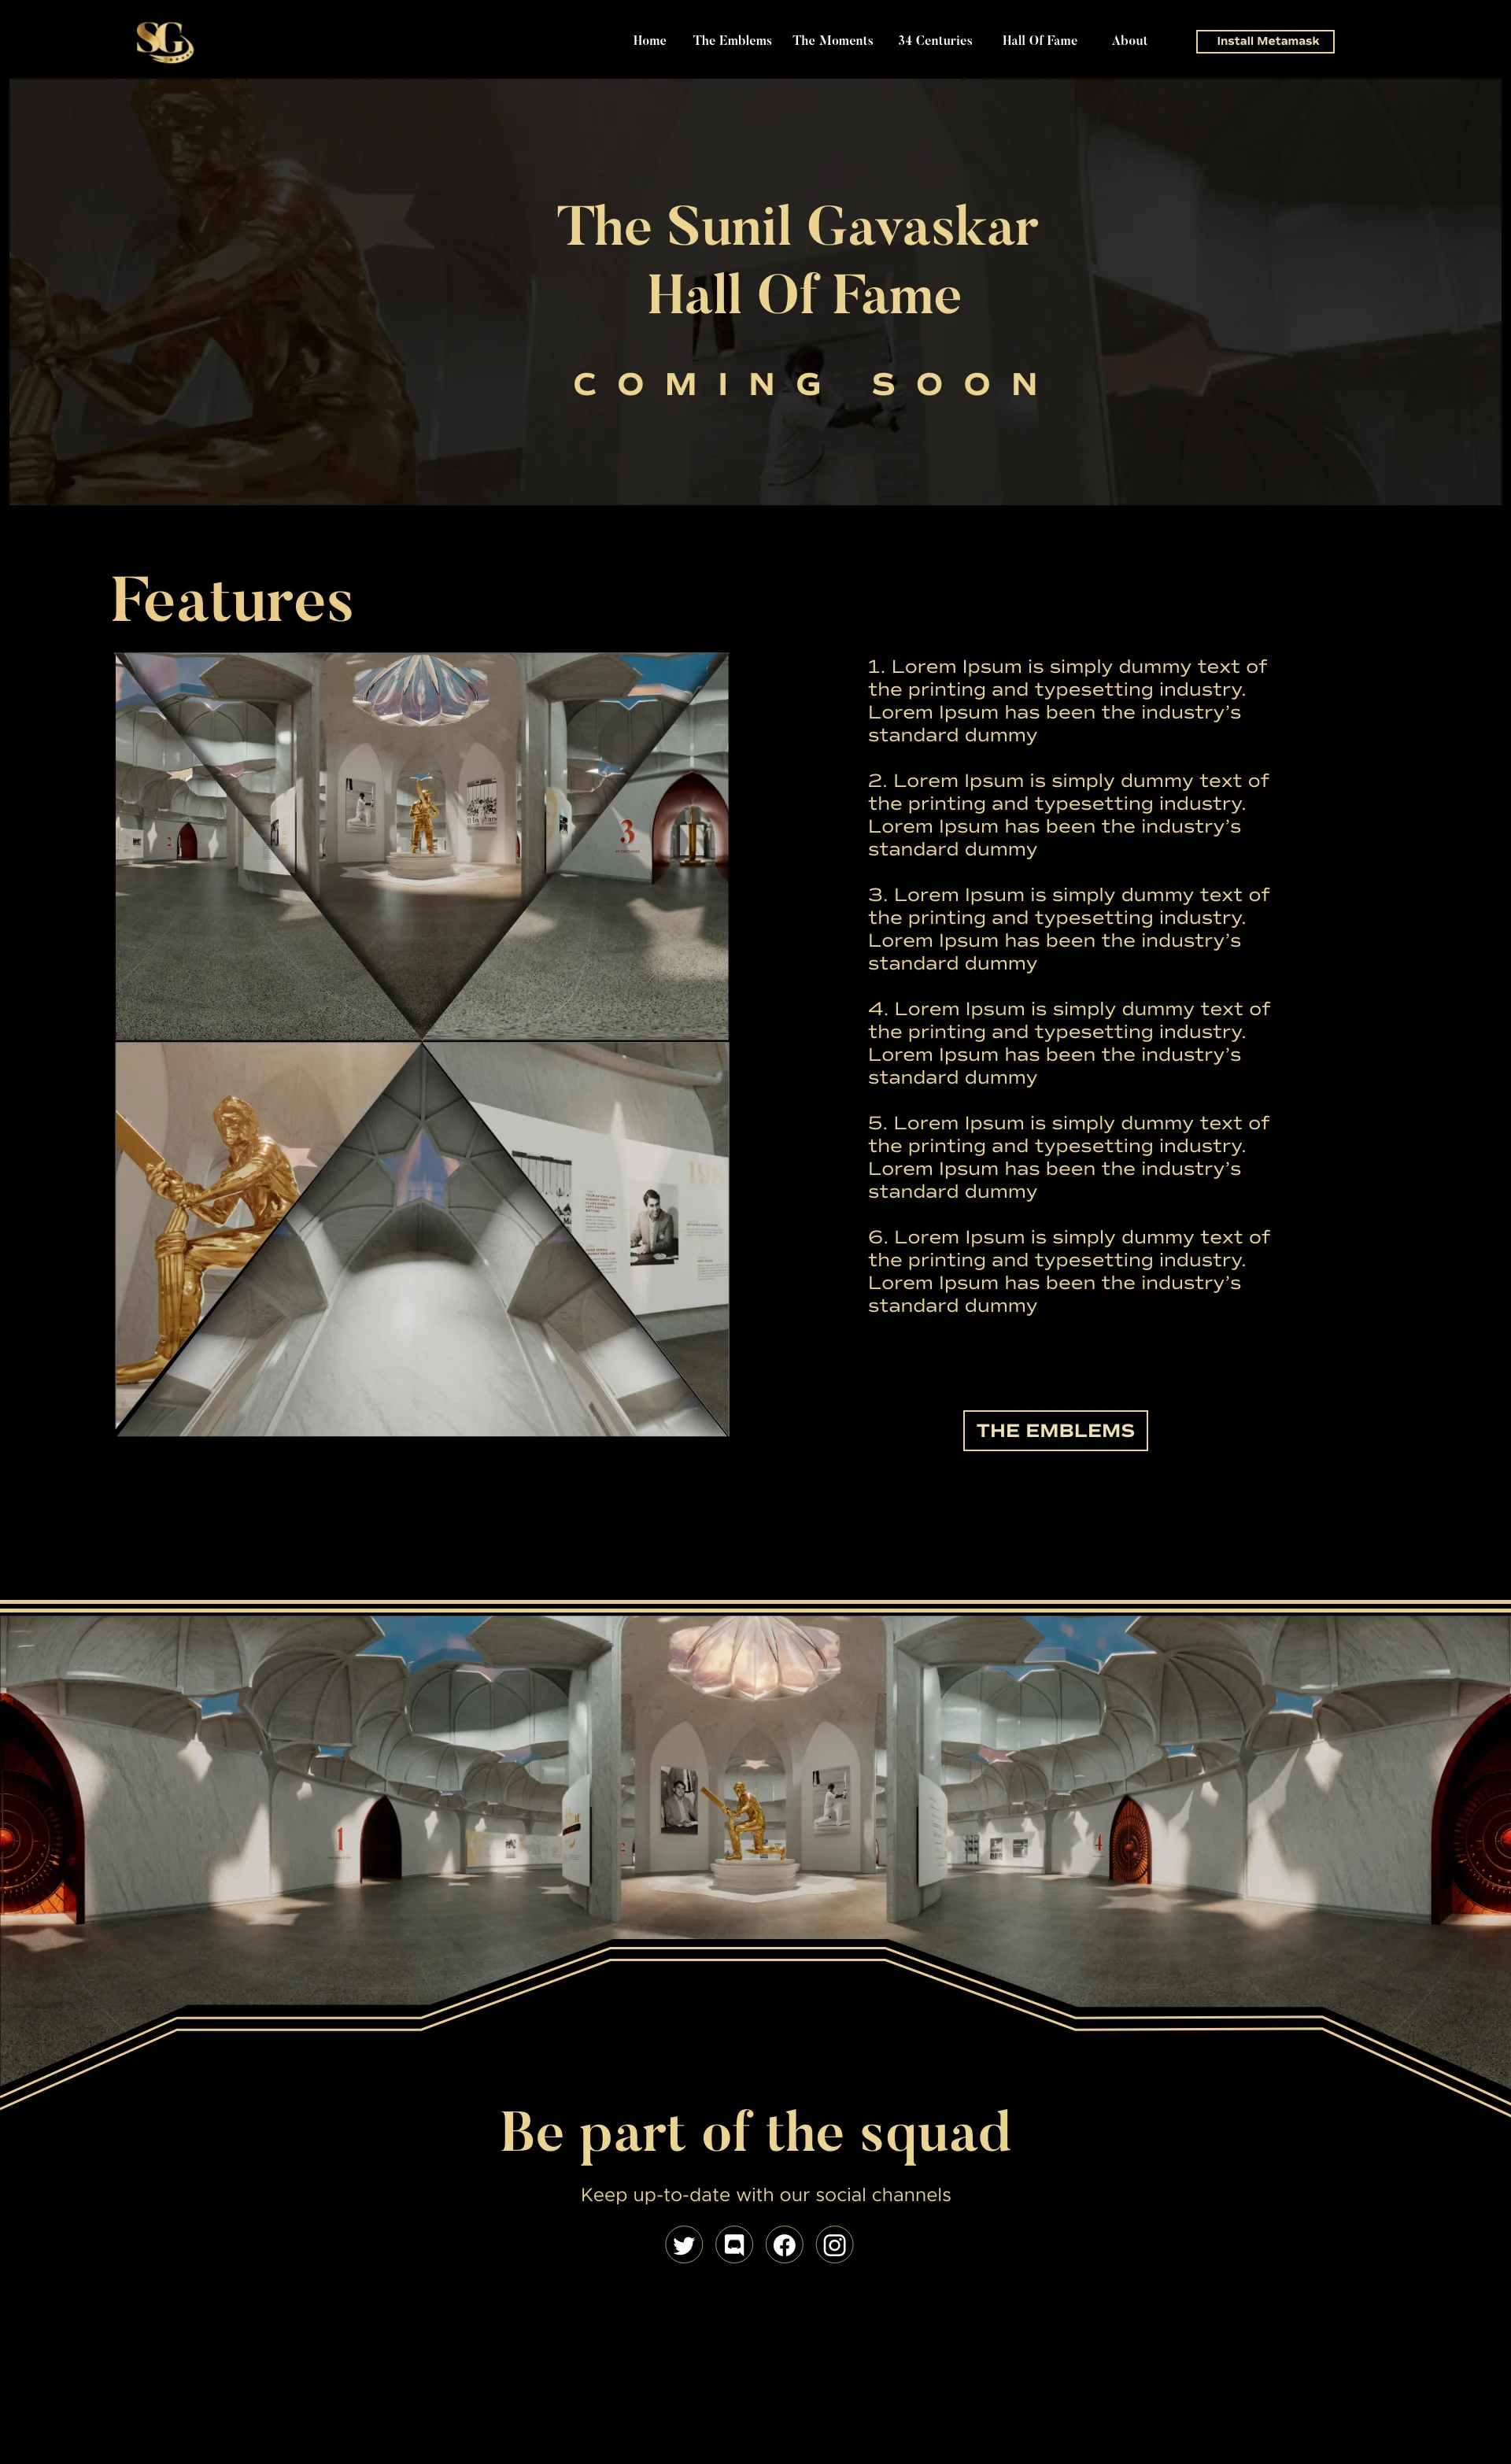 SG
Home The Emblems The Moments 34 Centuries Hall Of Fame About Install Metamask
The Sunil Gavaskar
Hall Of Fame
COMING SOON
Features
1. Lorem Ipsum is simply dummy text of
the printing and typesetting industry.
Lorem Ipsum has been the industry’s
standard dummy
2. Lorem Ipsum is simply dummy text of
the printing and typesetting industry.
Lorem Ipsum has been the industry’s
standard dummy
3. Lorem Ipsum is simply dummy text of
the printing and typesetting industry.
Lorem Ipsum has been the industry’s
standard dummy
4. Lorem Ipsum is simply dummy text of
the printing and typesetting industry.
Lorem Ipsum has been the industry’s
standard dummy
5. Lorem Ipsum is simply dummy text of
the printing and typesetting industry.
Lorem Ipsum has been the industry’s
standard dummy
6. Lorem Ipsum is simply dummy text of
the printing and typesetting industry.
Lorem Ipsum has been the industry’s
standard dummy
3
198
THE EMBLEMS
1
4
Be part of the squad
Keep up-to-date with our social channels